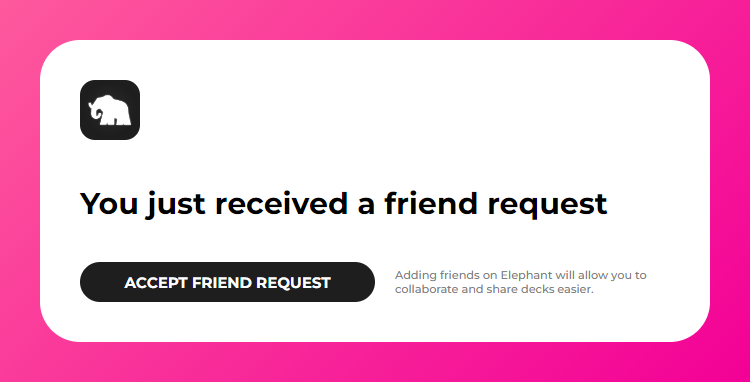 You just received a friend request
ACCEPT FRIEND REQUEST
Adding friends on Elephant will allow you to
collaborate and share decks easier.